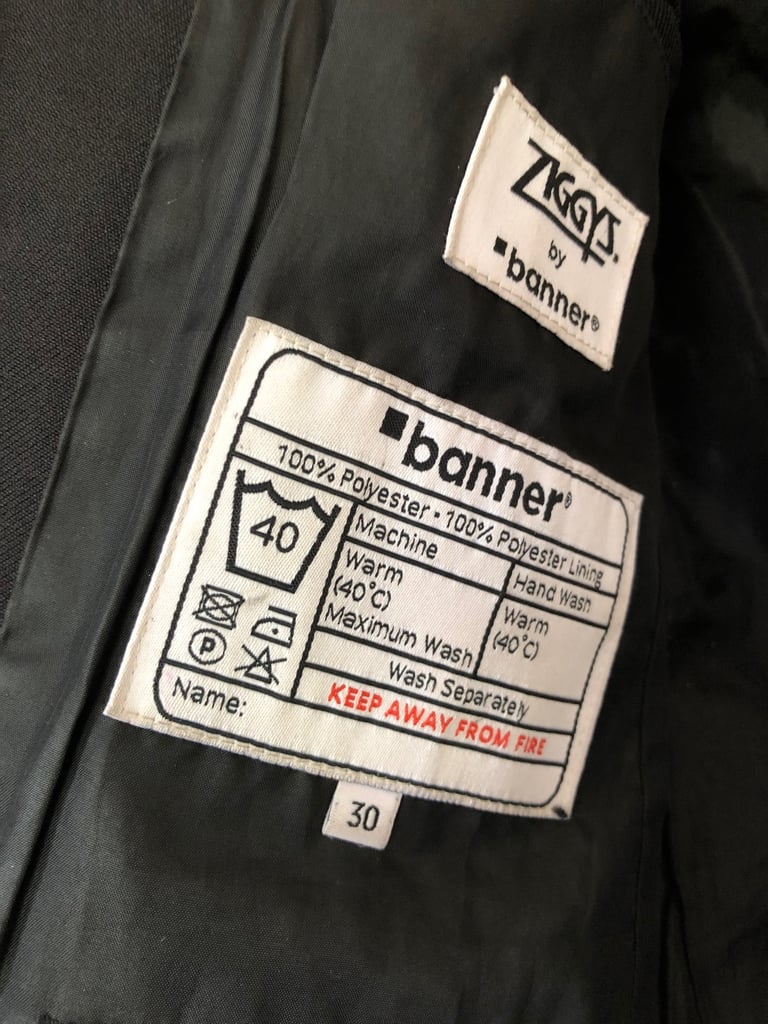 ZIGGYS.
by
banner®
banner®
100% Polyester - 100% Polyester Lining
40
Machine
Hand Wash
Warm
(40°C)
Maximum Wash
Warm
(40°C)
P
Wash Separately
KEEP AWAY FROM FIRE
Name:
30